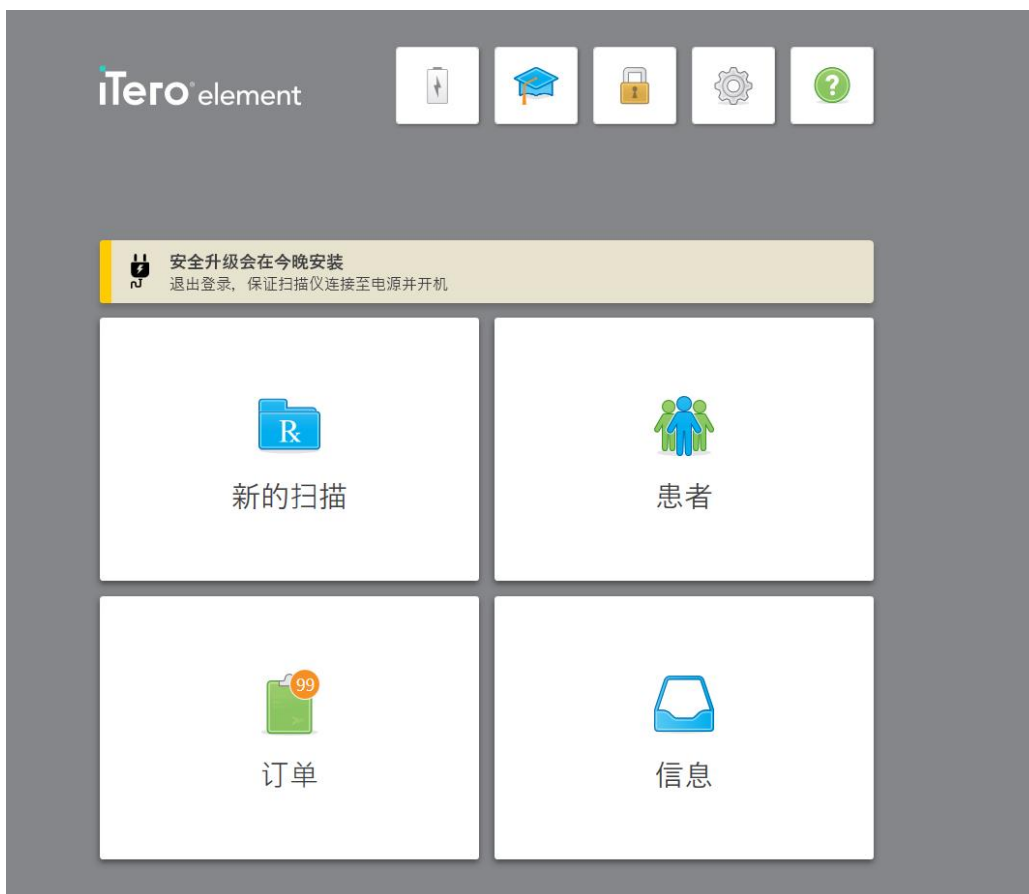 iTero® element
?
安全升级会在今晚安装
退出登录，保证扫描仪连接至电源并开机
Rx
新的扫描
患者
99
订单
信息